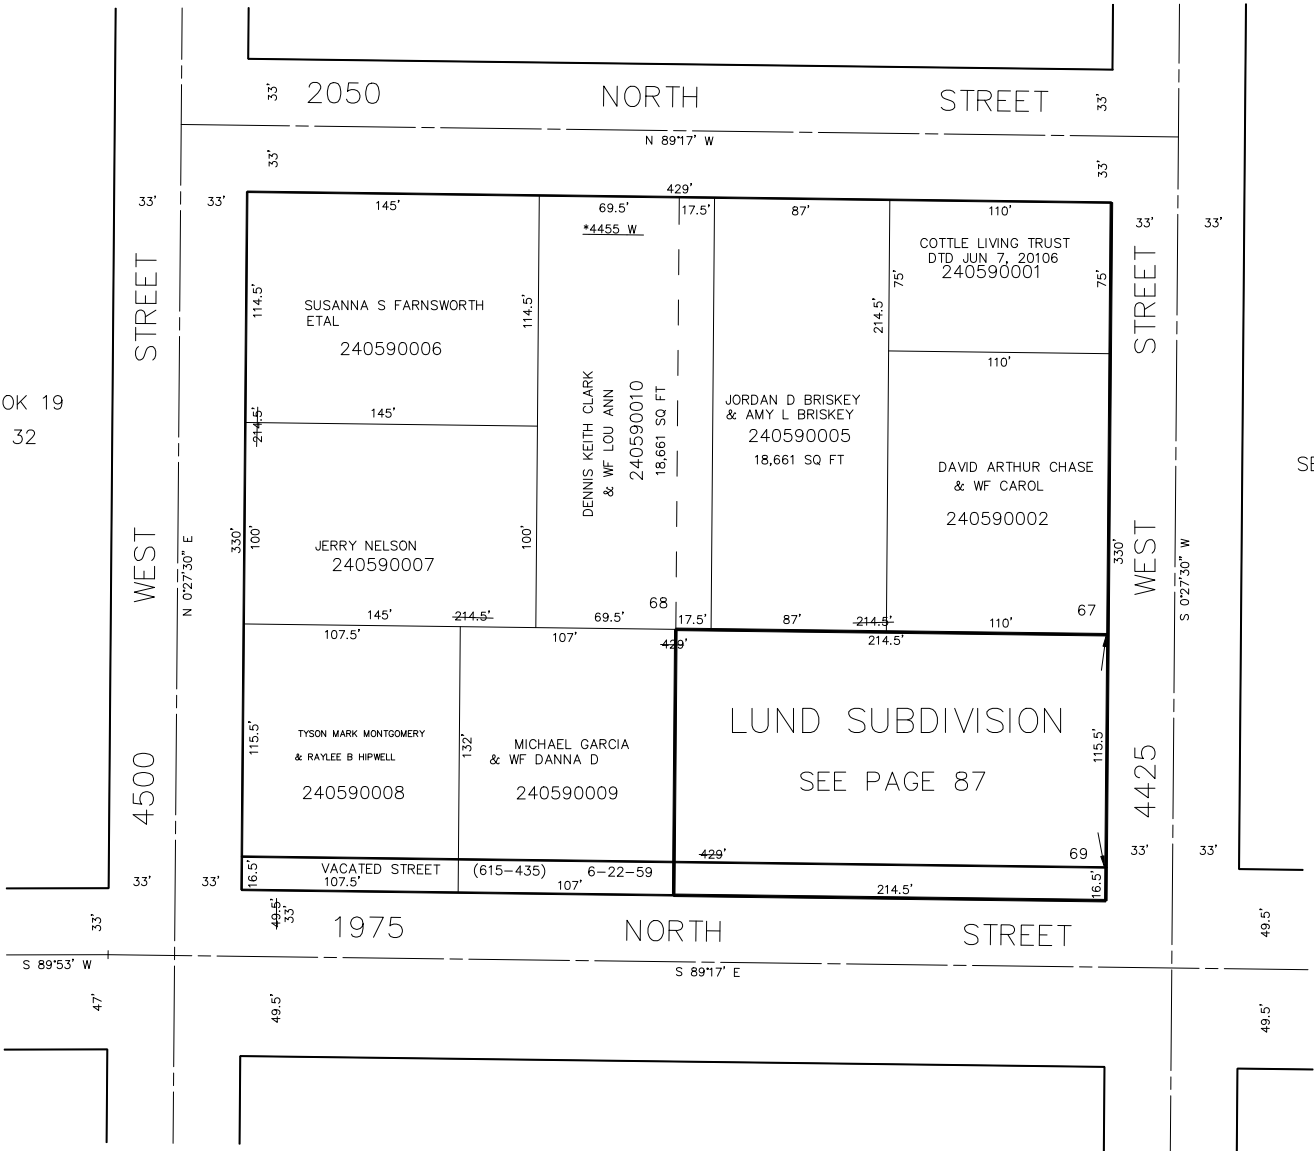 2050 NORTH STREET
33'
33'
N 89°17' W
33'
33'
33'
33'
429'
33'
33'
145'
69.5'
17.5'
87'
110'
*4455 W
COTTLE LIVING TRUST
DTD JUN 7, 20106
240590001
75'
75'
110'
114.5'
114.5'
214.5'
SUSANNA S FARNSWORTH
ETAL
240590006
145'
214.5'
OK 19
32
4500 WEST STREET
N 0°27'30" E
DENNIS KEITH CLARK
& WF LOU ANN
240590010
18,661 SQ FT
JORDAN D BRISKEY
& AMY L BRISKEY
240590005
18,661 SQ FT
DAVID ARTHUR CHASE
& WF CAROL
240590002
SE
4425 WEST STREET
S 0°27'30" W
330'
100'
100'
330'
JERRY NELSON
240590007
68
67
145'
214.5'
69.5'
17.5'
87'
214.5'
110'
107.5'
107'
429'
214.5'
115.5'
132'
115.5'
TYSON MARK MONTGOMERY
& RAYLEE B HIPWELL
240590008
MICHAEL GARCIA
& WF DANNA D
240590009
LUND SUBDIVISION
SEE PAGE 87
429'
69
VACATED STREET (615-435) 6-22-59
16.5'
107.5'
107'
214.5'
16.5'
33'
33'
33'
33'
33'
49.5'
33'
1975 NORTH STREET
49.5'
S 89°53' W
S 89°17' E
47'
49.5'
49.5'